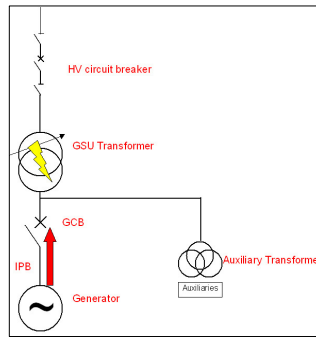 HV circuit breaker
GSU Transformer
GCB
IPB
Auxiliary Transforme
Auxiliaries
Generator
~